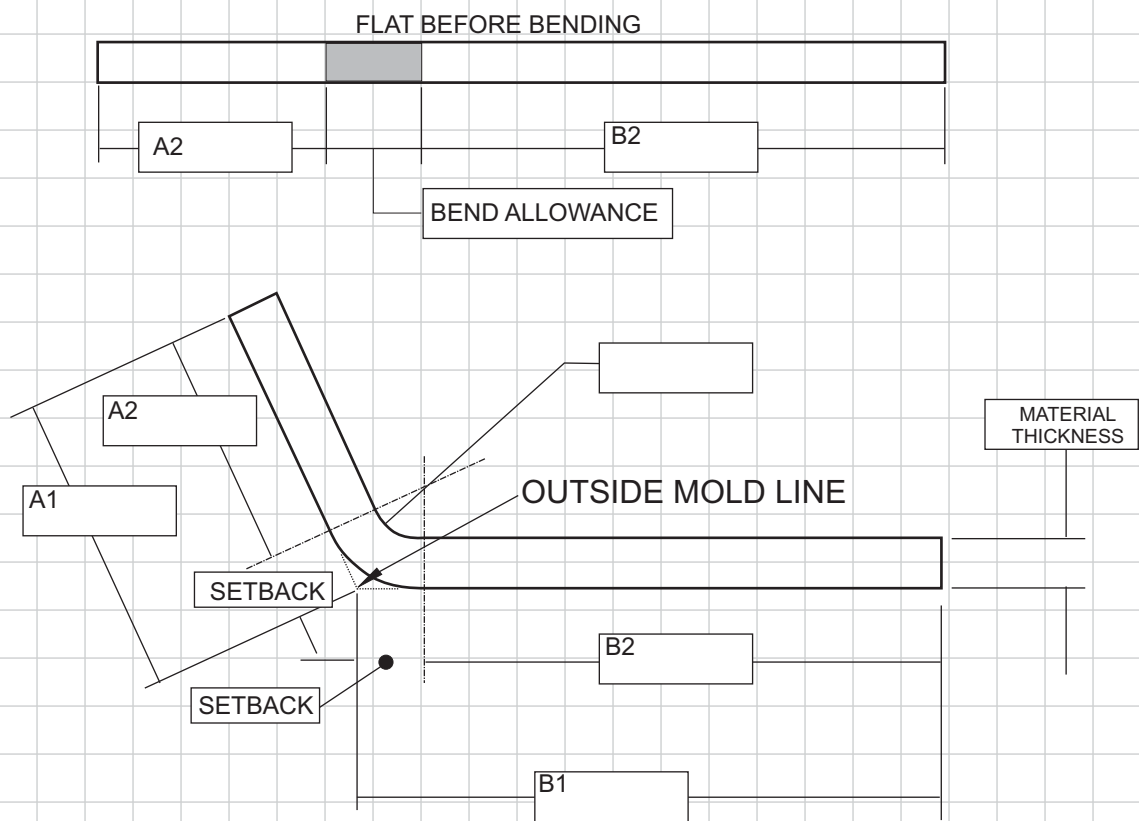 FLAT BEFORE BENDING
A2
B2
BEND ALLOWANCE
A2
MATERIAL
THICKNESS
A1
OUTSIDE MOLD LINE
SETBACK
B2
SETBACK
B1